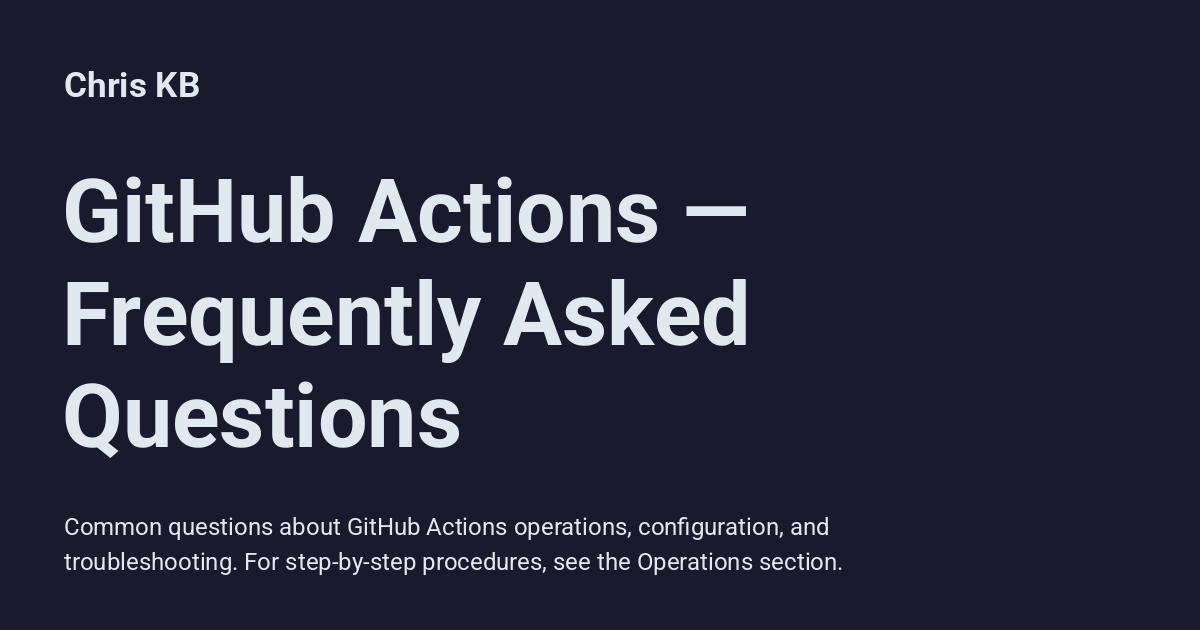 Chris KB
GitHub Actions —
Frequently Asked
Questions
Common questions about GitHub Actions operations, configuration, and
troubleshooting. For step-by-step procedures, see the Operations section.